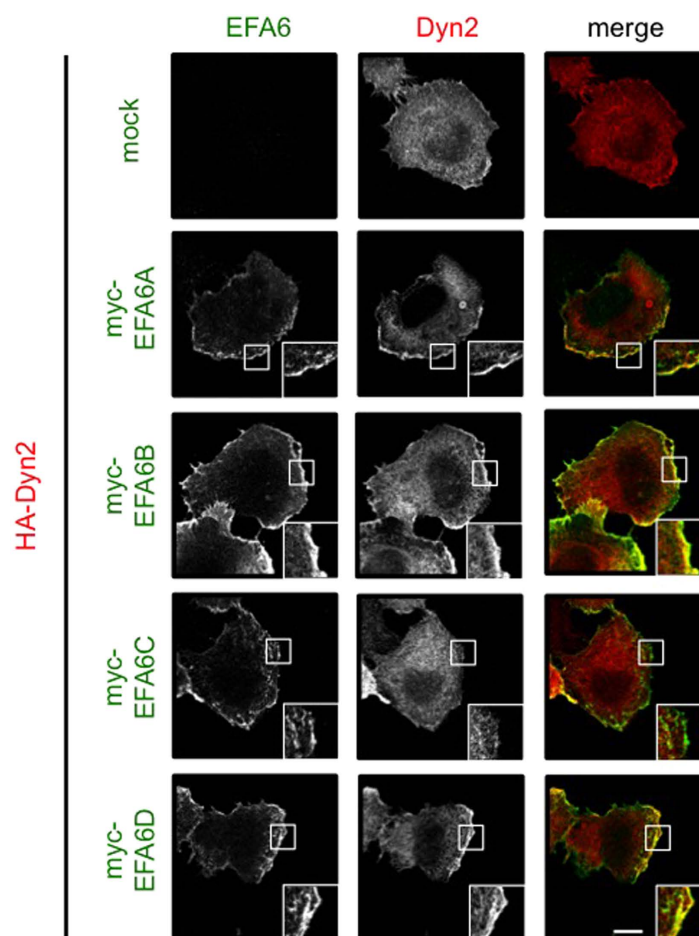 EFA6 Dyn2 merge
mock
myc-
EFA6A
HA-Dyn2
myc-
EFA6B
myc-
EFA6C
myc-
EFA6D